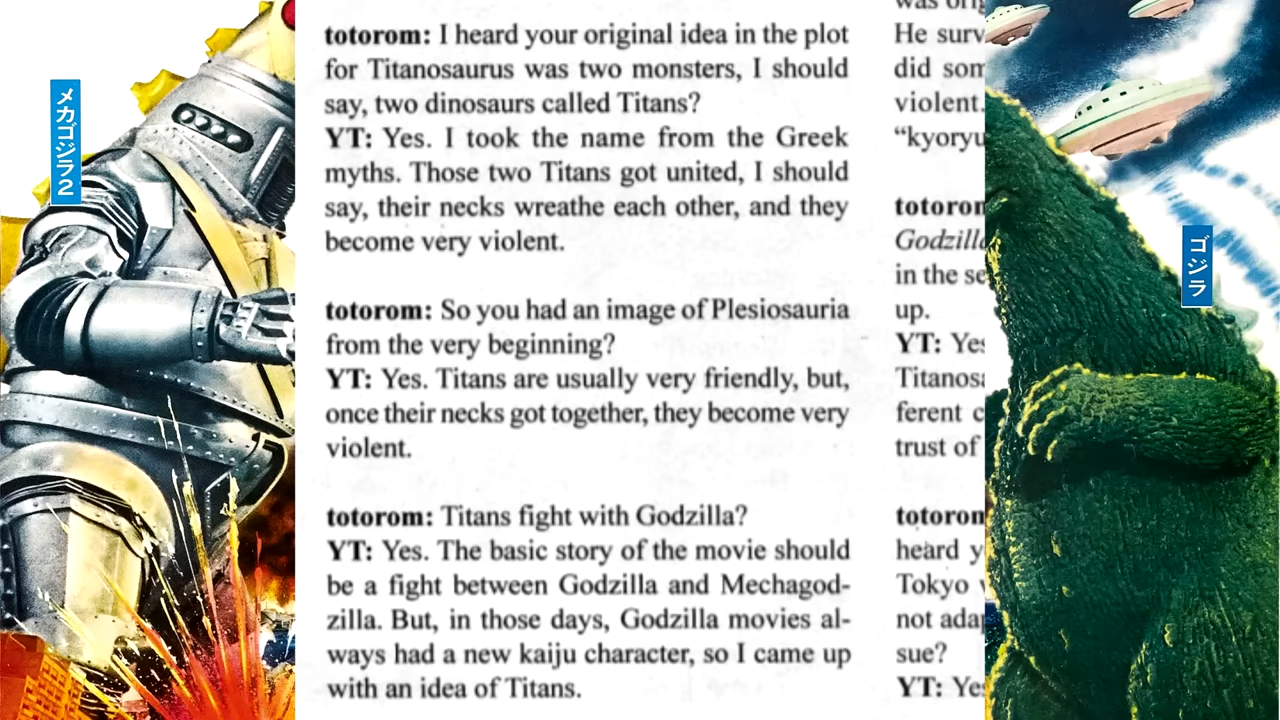 メカゴジラ2
totorom: I heard your original idea in the plot
for Titanosaurus was two monsters, I should
say, two dinosaurs called Titans?
YT: Yes. I took the name from the Greek
myths. Those two Titans got united, I should
say, their necks wreathe each other, and they
become very violent.
totorom: So you had an image of Plesiosauria
from the very beginning?
YT: Yes. Titans are usually very friendly, but,
once their necks got together, they become very
violent.
totorom: Titans fight with Godzilla?
YT: Yes. The basic story of the movie should
be a fight between Godzilla and Mechagod-
zilla. But, in those days, Godzilla movies al-
ways had a new kaiju character, so I came up
with an idea of Titans.
He surv
did som
violent.
“kyoryu
totorom
Godzilla
in the se
up.
YT: Yes
Titanosa
ferent c
trust of
totorom
heard y
Tokyo
not adap
sue?
YT: Yes
ゴジラ